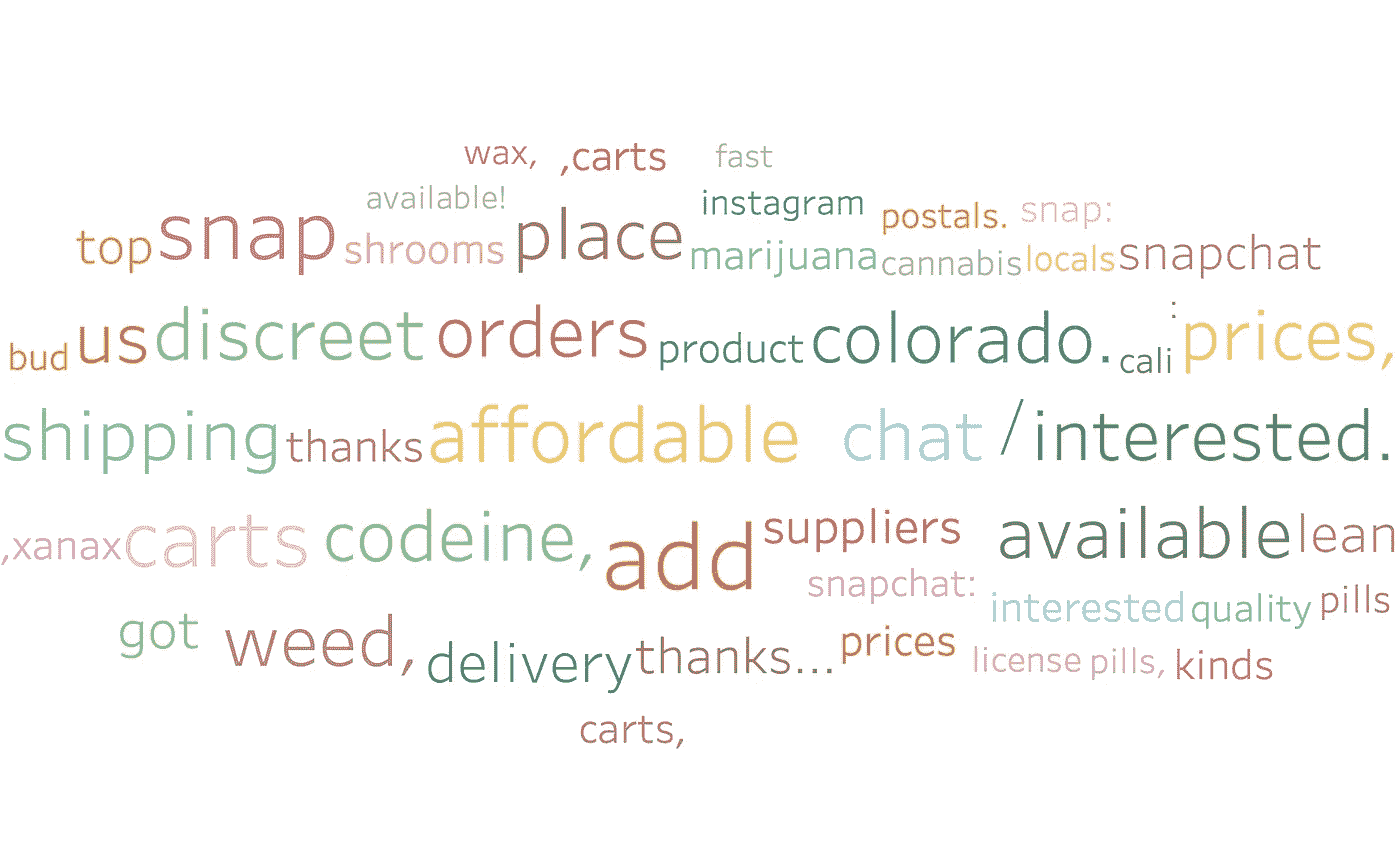 wax, ,carts fast
available! instagram postals. snap:
top snap shrooms place marijuana cannabis locals snapchat
bud us discreet orders product colorado. cali : prices,
shipping thanks affordable chat / interested.
,xanax carts codeine, add suppliers available lean
snapchat: interested quality pills
got weed, delivery thanks... prices license pills, kinds
carts,